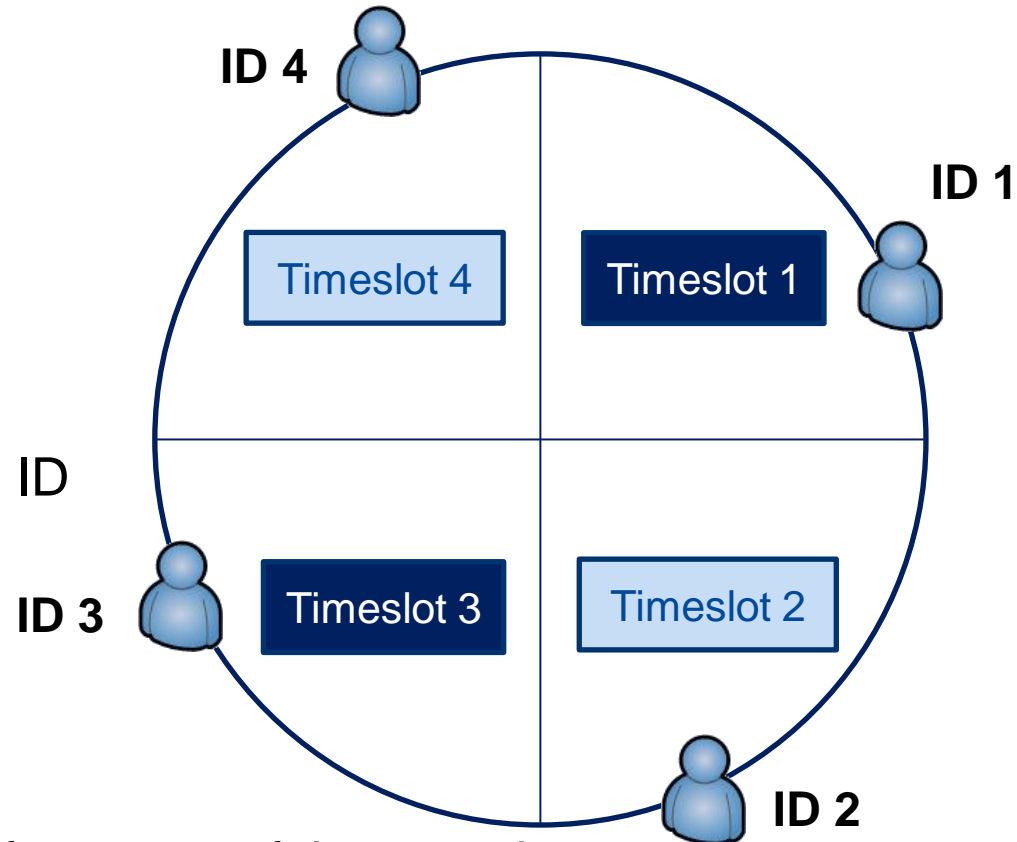 ID 4
ID 1
Timeslot 4
Timeslot 1
ID
ID 3
Timeslot 3
Timeslot 2
ID 2